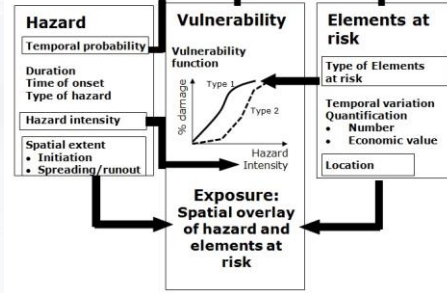 Hazard
Temporal probability
Duration
Time of onset
Type of hazard
Hazard intensity
Spatial extent
• Initiation
• Spreading/runout
Vulnerability
Vulnerability
function
% damage
Type 1
Type 2
Hazard
Intensity
Exposure:
Spatial overlay
of hazard and
elements at
risk
Elements at
risk
Type of Elements
at risk
Temporal variation
Quantification
• Number
• Economic value
Location